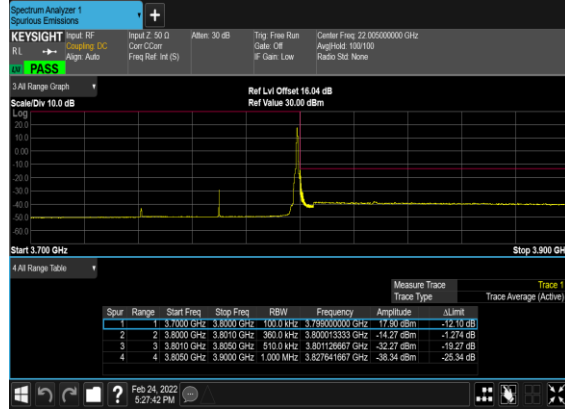 Spectrum Analyzer 1
Spurious Emissions
KEYSIGHT Input: RF Input Z: 50 Ω Atten: 30 dB Trig: Free Run Center Freq: 22.005000000 GHz
RL Coupling: DC Corr CCorr Gate: Off Avg|Hold: 100/100
Align: Auto Freq Ref: Int (S) IF Gain: Low Radio Std: None
PASS
3 All Range Graph Ref Lvl Offset 16.04 dB
Scale/Div 10.0 dB Ref Value 30.00 dBm
Log
20.0
10.0
0.00
-10.0
-20.0
-30.0
-40.0
-50.0
-60.0
Start 3.700 GHz Stop 3.900 GHz
4 All Range Table
Measure Trace Trace 1
Trace Type Trace Average (Active)
Spur Range Start Freq Stop Freq RBW Frequency Amplitude ΔLimit
1 1 3.7000 GHz 3.8000 GHz 100.0 kHz 3.799000000 GHz 17.90 dBm -12.10 dB
2 2 3.8000 GHz 3.8010 GHz 360.0 kHz 3.800013333 GHz -14.27 dBm -1.274 dB
3 3 3.8010 GHz 3.8050 GHz 510.0 kHz 3.801126667 GHz -32.27 dBm -19.27 dB
4 4 3.8050 GHz 3.9000 GHz 1.000 MHz 3.827641667 GHz -38.34 dBm -25.34 dB
? Feb 24, 2022
5:27:42 PM